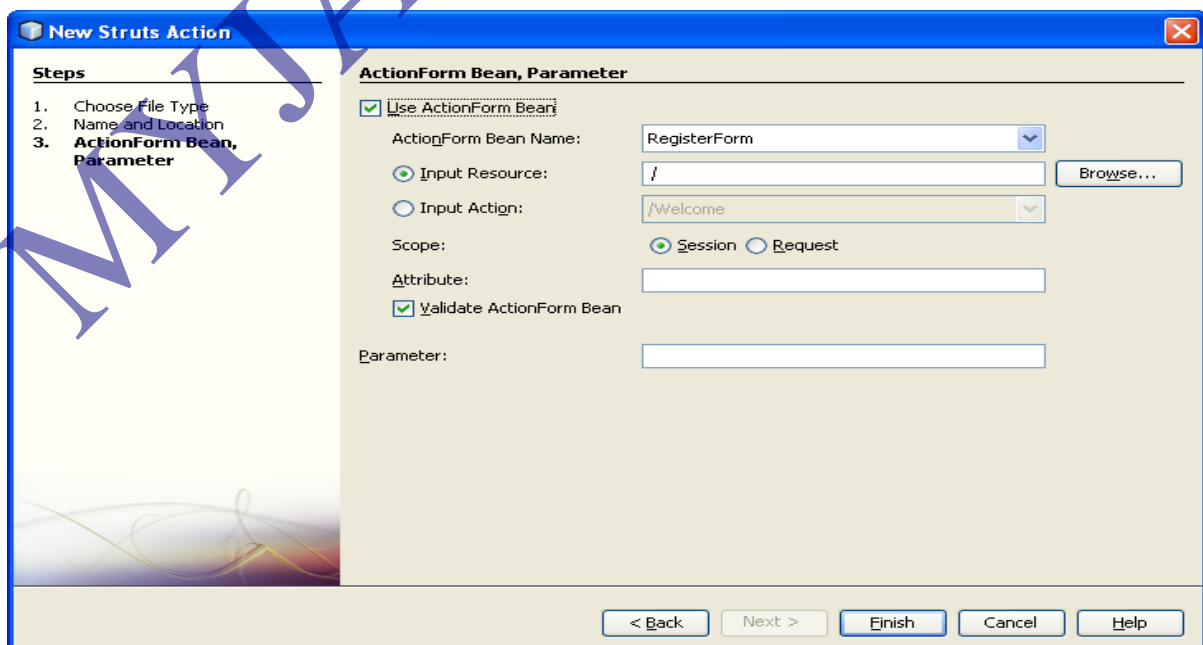 New Struts Action
Steps
1. Choose File Type
2. Name and Location
3. ActionForm Bean,
Parameter
ActionForm Bean, Parameter
Use ActionForm Bean
ActionForm Bean Name: RegisterForm
Input Resource: / Browse...
Input Action: /Welcome
Scope: Session Request
Attribute:
Validate ActionForm Bean
Parameter:
< Back Next > Finish Cancel Help
MYJA